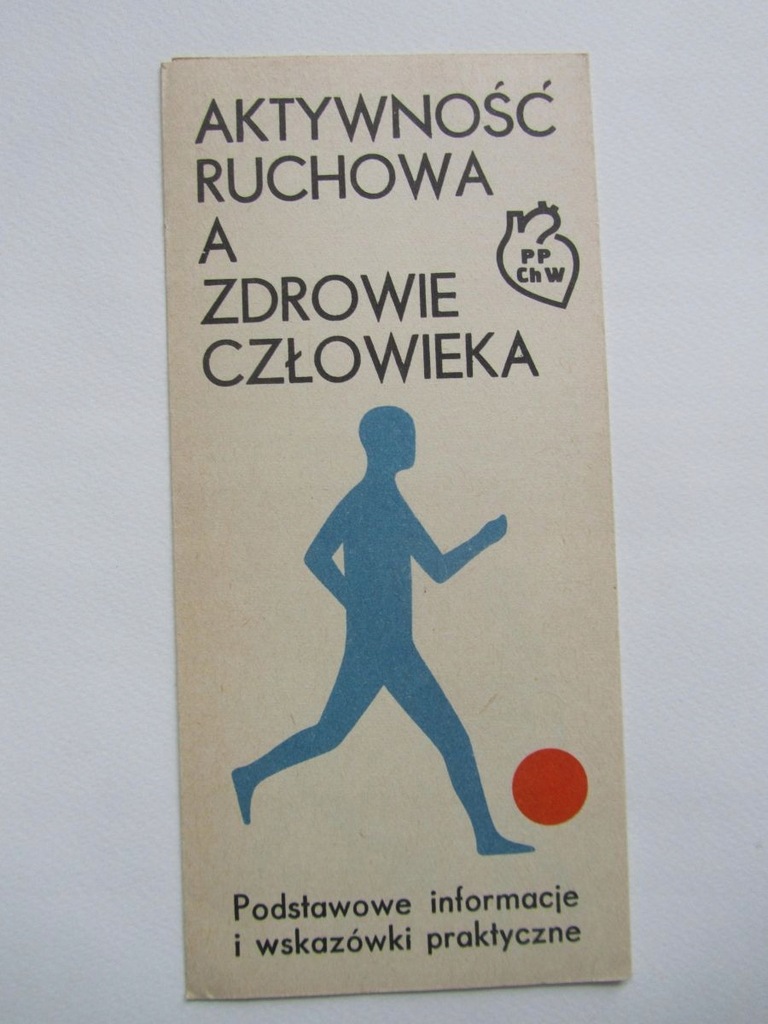 AKTYWNOŚĆ
RUCHOWA
A
ZDROWIE
CZŁOWIEKA
PP
ChW
Podstawowe informacje
i wskazówki praktyczne